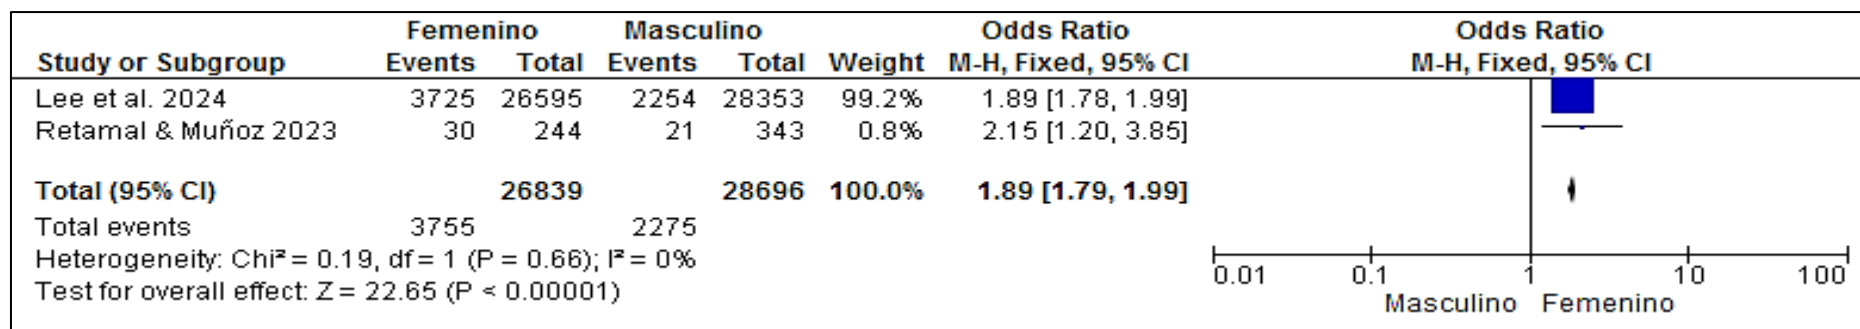 Femenino Masculino Odds Ratio Odds Ratio
Study or Subgroup Events Total Events Total Weight M-H, Fixed, 95% CI M-H, Fixed, 95% CI
Lee et al. 2024 3725 26595 2254 28353 99.2% 1.89 [1.78, 1.99]
Retamal & Muñoz 2023 30 244 21 343 0.8% 2.15 [1.20, 3.85]
Total (95% CI) 26839 28696 100.0% 1.89 [1.79, 1.99]
Total events 3755 2275
Heterogeneity: Chi² = 0.19, df = 1 (P = 0.66); I² = 0%
Test for overall effect: Z = 22.65 (P < 0.00001)
0.01 0.1 1 10 100
Masculino Femenino